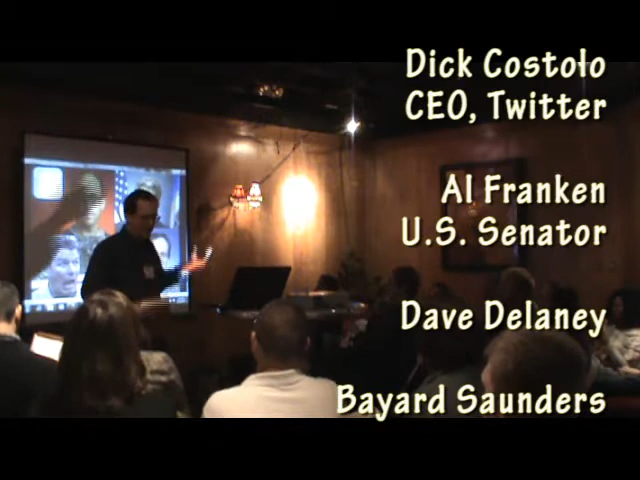 Dick Costolo
CEO, Twitter
Al Franken
U.S. Senator
Dave Delaney
Bayard Saunders